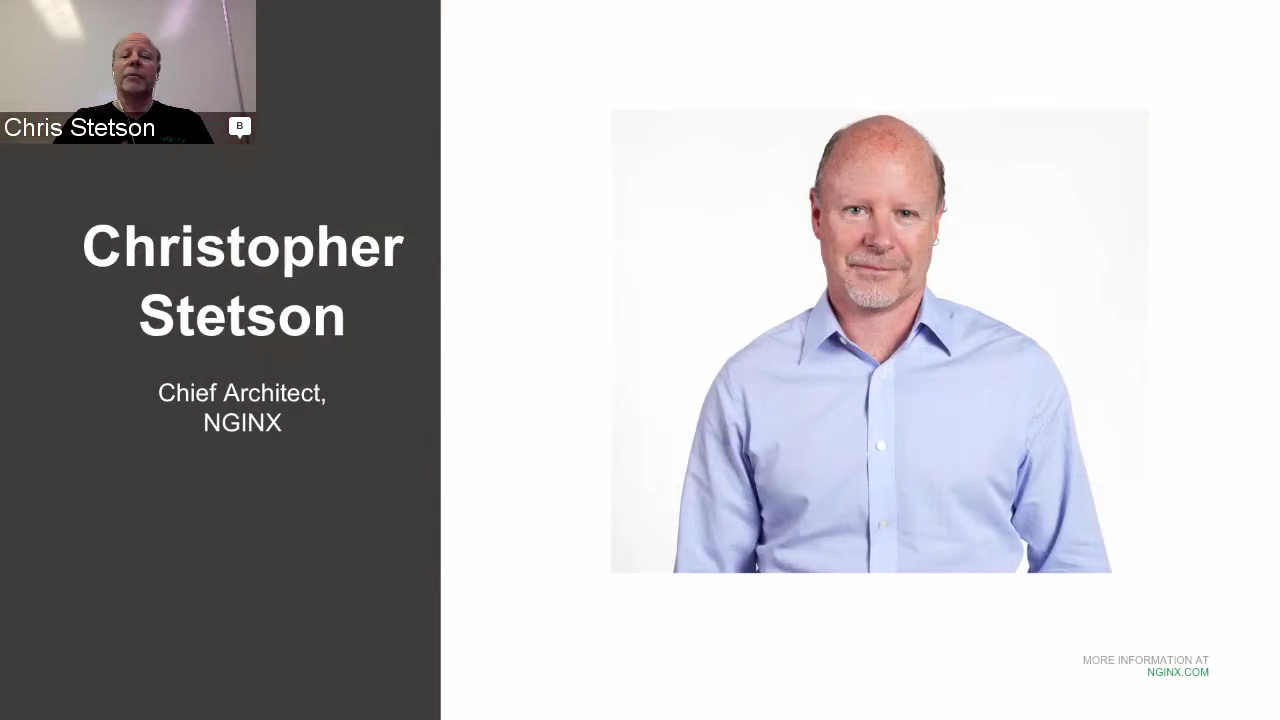 Chris Stetson
B
Christopher
Stetson
Chief Architect,
NGINX
MORE INFORMATION AT
NGINX.COM